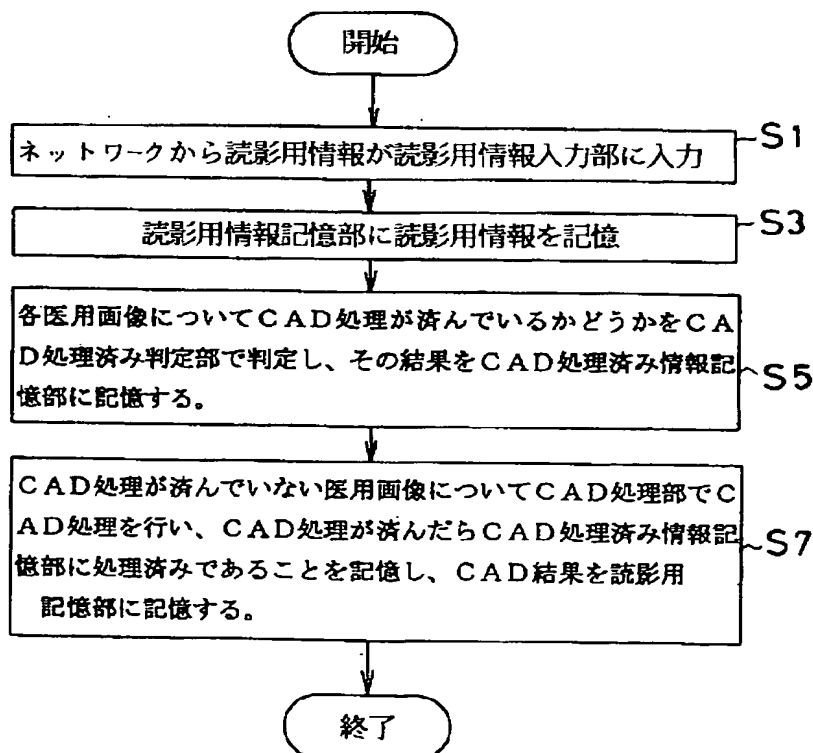 開始
ネットワークから読影用情報が読影用情報入力部に入力
S1
読影用情報記憶部に読影用情報を記憶
S3
各医用画像についてCAD処理が済んでいるかどうかをCA
D処理済み判定部で判定し、その結果をCAD処理済み情報記
憶部に記憶する。
S5
CAD処理が済んでいない医用画像についてCAD処理部でC
AD処理を行い、CAD処理が済んだらCAD処理済み情報記
憶部に処理済みであることを記憶し、CAD結果を読影用
記憶部に記憶する。
S7
終了